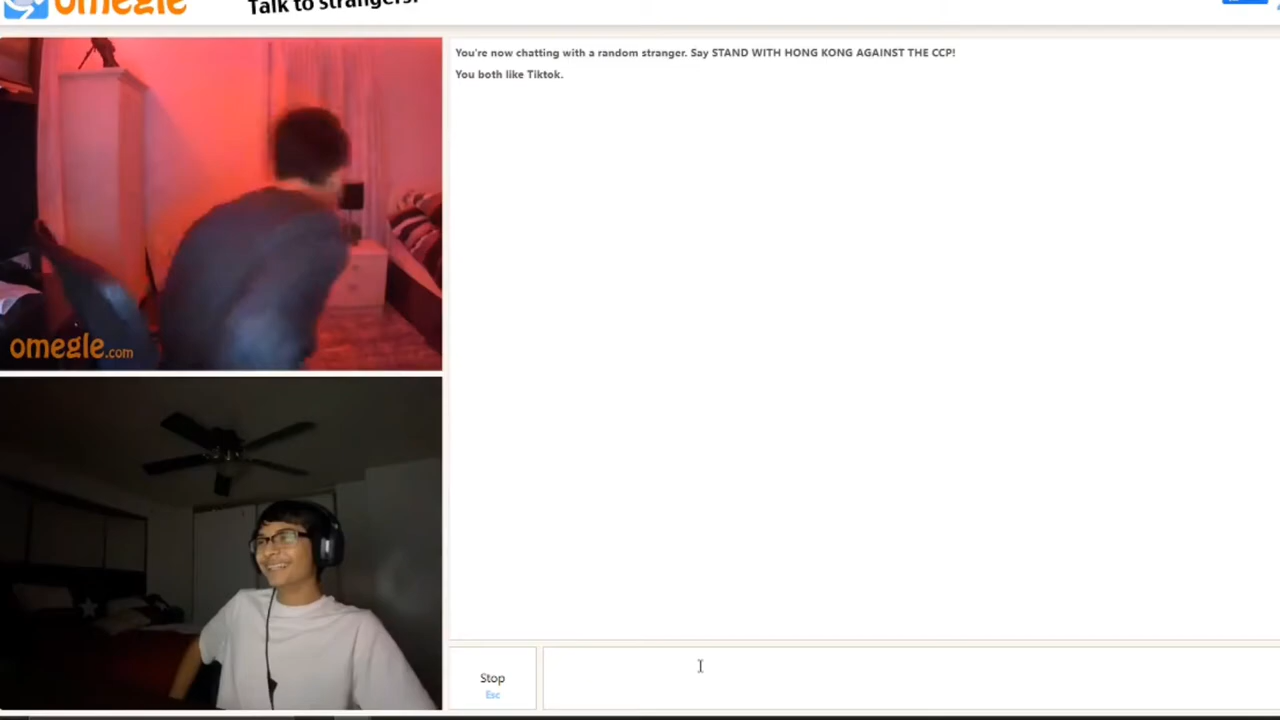 omegle
Talk to strangers!
You're now chatting with a random stranger. Say STAND WITH HONG KONG AGAINST THE CCP!
You both like Tiktok.
omegle.com
Stop
Esc